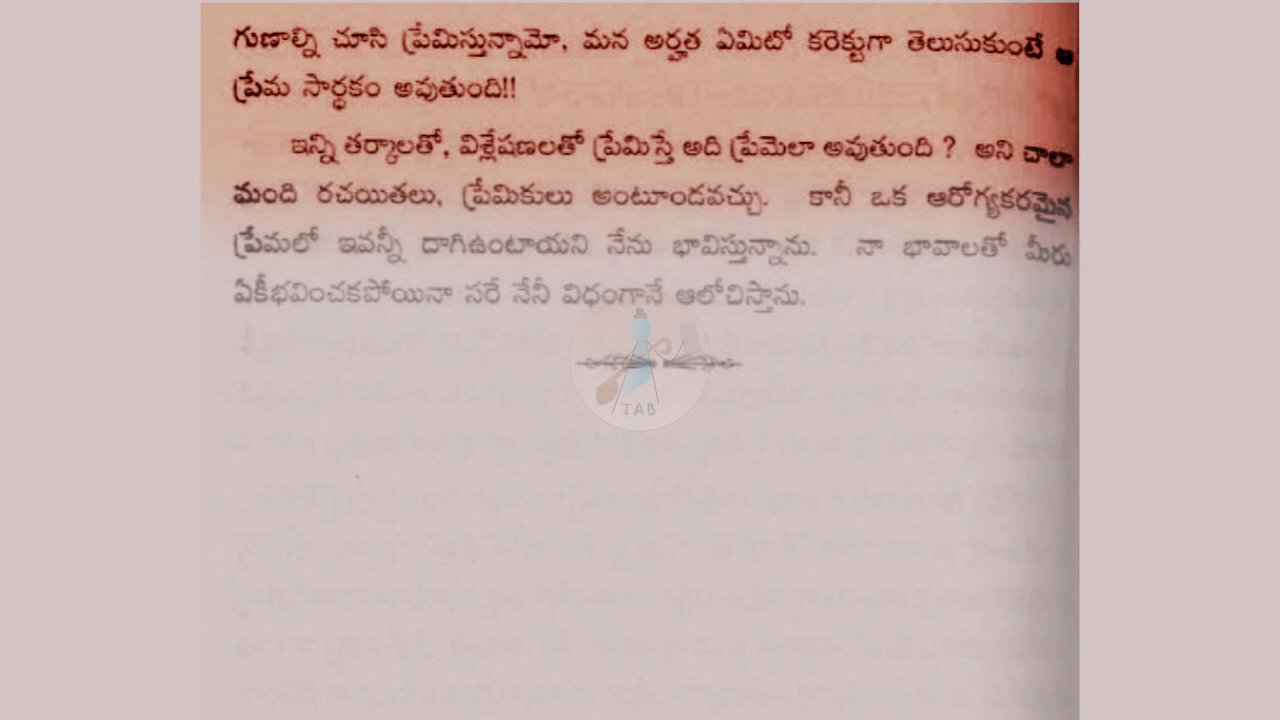 గుణాల్ని చూసి ప్రేమిస్తున్నామో, మన అర్హత ఏమిటో కరెక్టుగా తెలుసుకుంటే ఆ
ప్రేమ సార్థకం అవుతుంది!!
ఇన్ని తర్కాలతో, విశ్లేషణలతో ప్రేమిస్తే అది ప్రేమెలా అవుతుంది ? అని చాలా
మంది రచయితలు, ప్రేమికులు అంటూండవచ్చు. కానీ ఒక ఆరోగ్యకరమైన
ప్రేమలో ఇవన్నీ దాగిఉంటాయని నేను భావిస్తున్నాను. నా భావాలతో మీరు
ఏకీభవించకపోయినా సరే నేనీ విధంగానే ఆలోచిస్తాను.
TAB